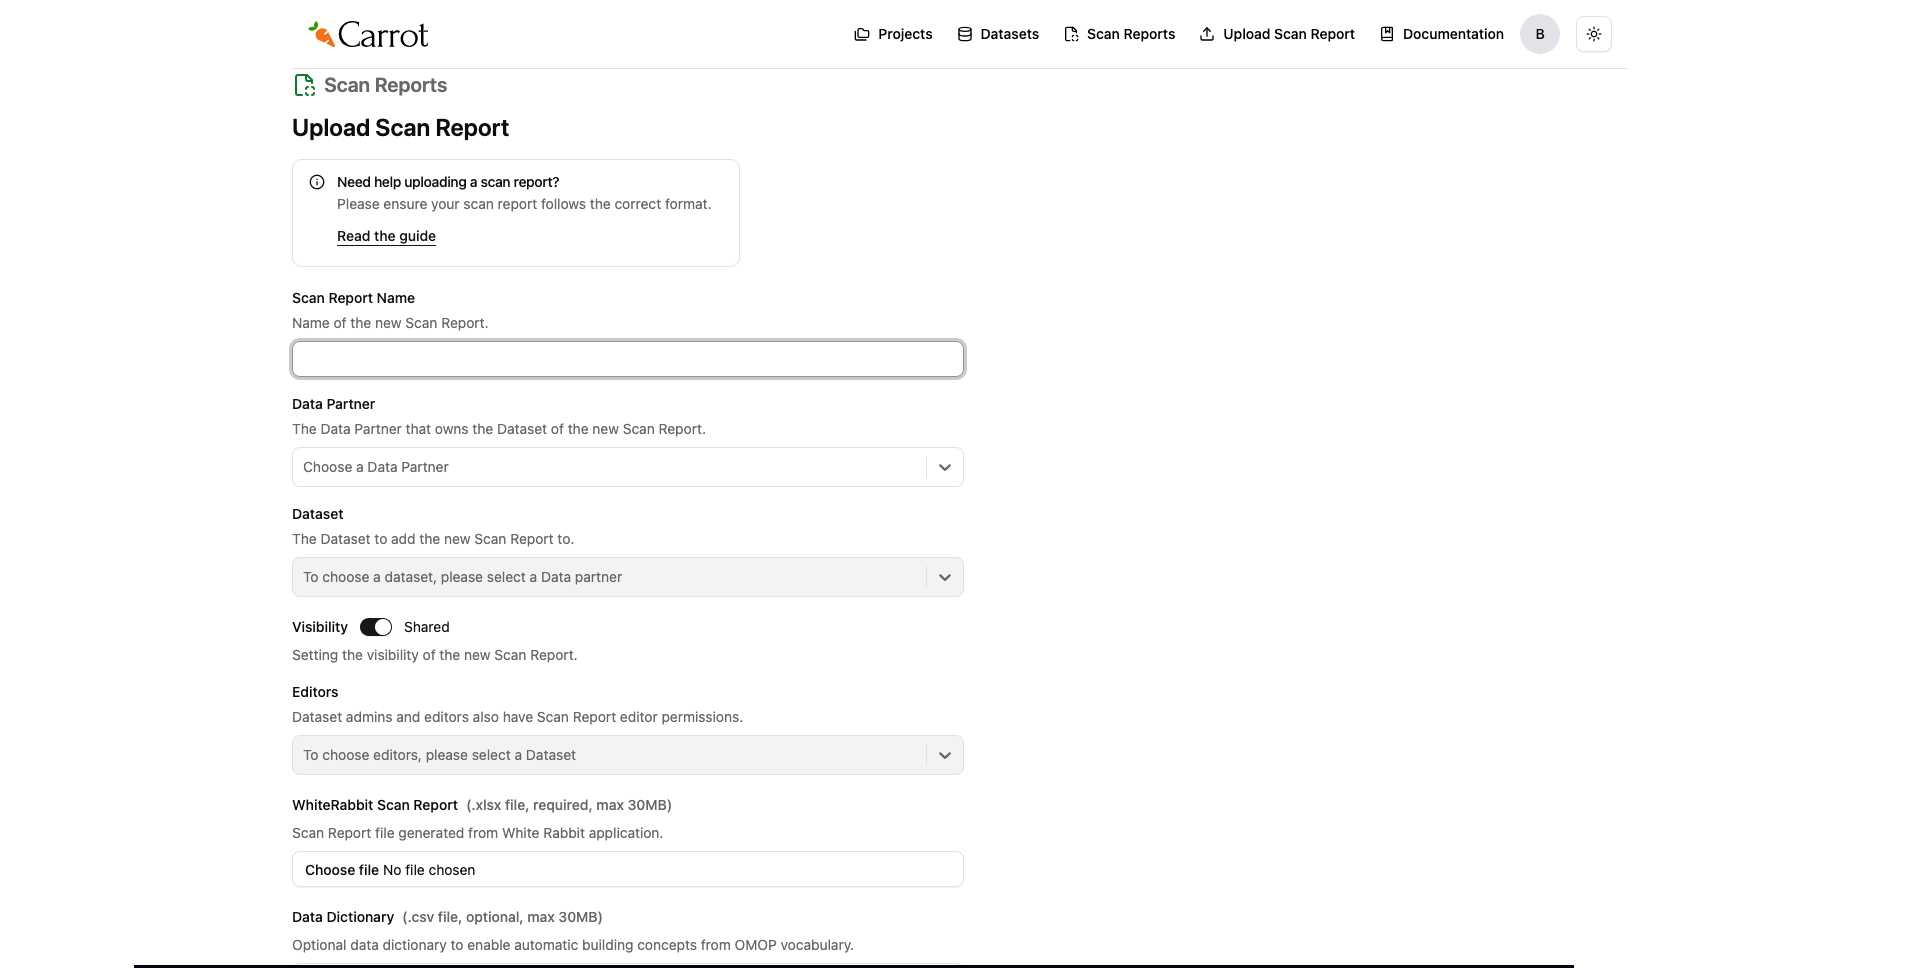 Carrot
Projects
Datasets
Scan Reports
Upload Scan Report
Documentation
B
Scan Reports
Upload Scan Report
Need help uploading a scan report?
Please ensure your scan report follows the correct format.
Read the guide
Scan Report Name
Name of the new Scan Report.
Data Partner
The Data Partner that owns the Dataset of the new Scan Report.
Choose a Data Partner
Dataset
The Dataset to add the new Scan Report to.
To choose a dataset, please select a Data partner
Visibility Shared
Setting the visibility of the new Scan Report.
Editors
Dataset admins and editors also have Scan Report editor permissions.
To choose editors, please select a Dataset
WhiteRabbit Scan Report (.xlsx file, required, max 30MB)
Scan Report file generated from White Rabbit application.
Choose file No file chosen
Data Dictionary (.csv file, optional, max 30MB)
Optional data dictionary to enable automatic building concepts from OMOP vocabulary.